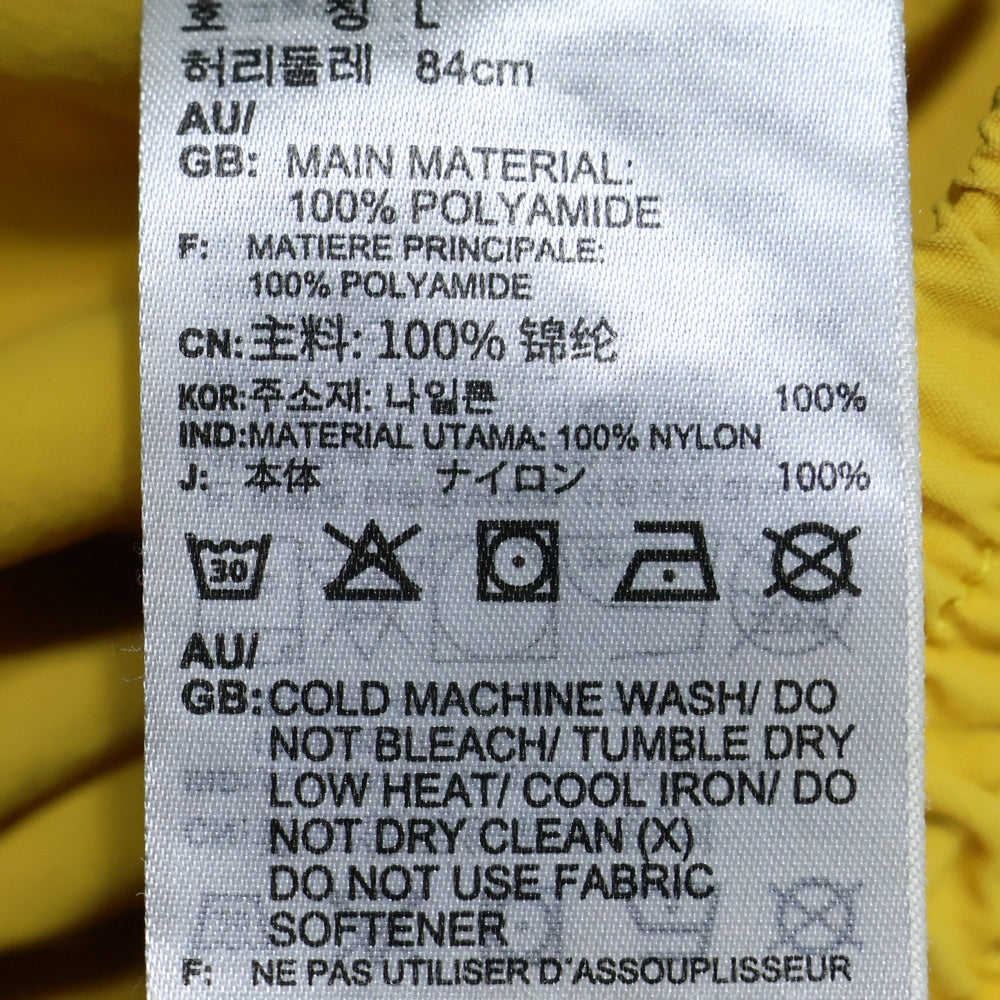 호 칭 L
허리둘레 84cm
AU/
GB: MAIN MATERIAL:
100% POLYAMIDE
F: MATIERE PRINCIPALE:
100% POLYAMIDE
CN:主料: 100% 锦纶
KOR:주소재: 나일론 100%
IND:MATERIAL UTAMA: 100% NYLON
J: 本体 ナイロン 100%
30
AU/
GB:COLD MACHINE WASH/ DO
NOT BLEACH/ TUMBLE DRY
LOW HEAT/ COOL IRON/ DO
NOT DRY CLEAN (X)
DO NOT USE FABRIC
SOFTENER
F: NE PAS UTILISER D'ASSOUPLISSEUR